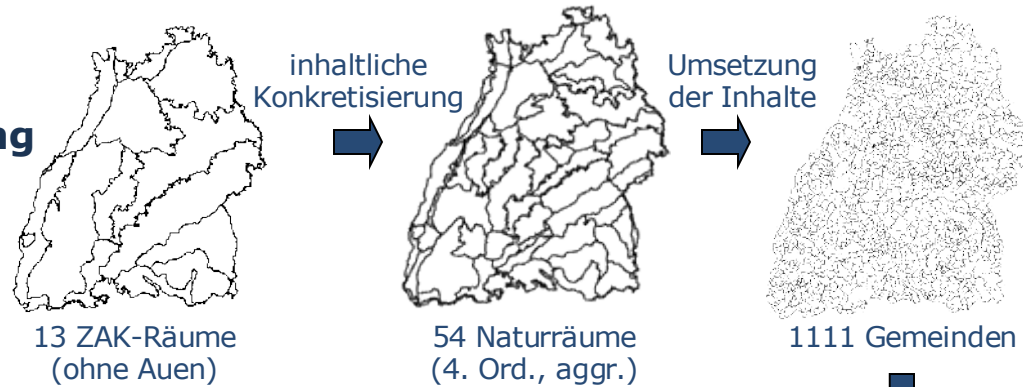 inhaltliche
Konkretisierung
Umsetzung
der Inhalte
ng
13 ZAK-Räume
(ohne Auen)
54 Naturräume
(4. Ord., aggr.)
1111 Gemeinden